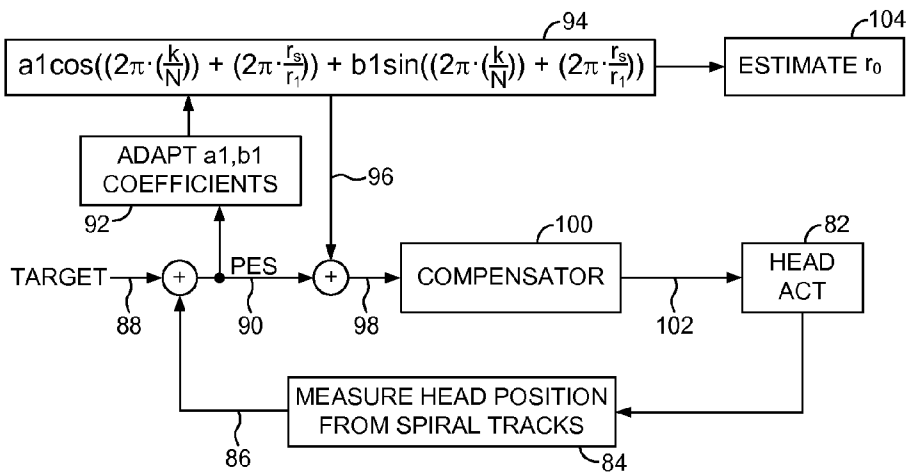 94
104
a1cos((2π·(k/N)) + (2π·rs/r1)) + b1sin((2π·(k/N)) + (2π·rs/r1))
ESTIMATE r0
ADAPT a1,b1
COEFFICIENTS
92
96
100
82
TARGET
+
PES
+
COMPENSATOR
HEAD
ACT
88
90
98
102
MEASURE HEAD POSITION
FROM SPIRAL TRACKS
86
84